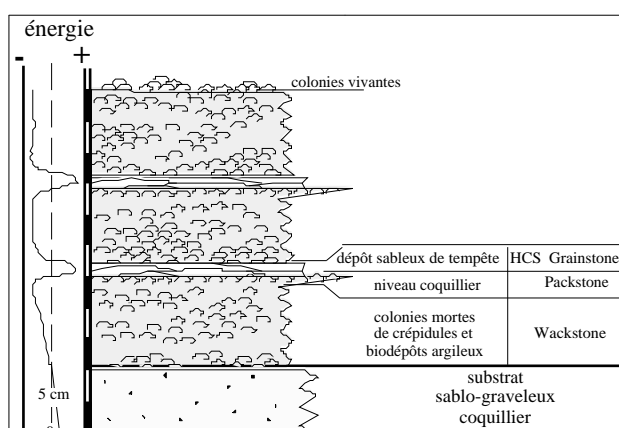 énergie
- +
colonies vivantes
dépôt sableux de tempête HCS Grainstone
niveau coquillier Packstone
colonies mortes
de crépidules et
biodépôts argileux
Wackstone
5 cm
substrat
sablo-graveleux
coquillier